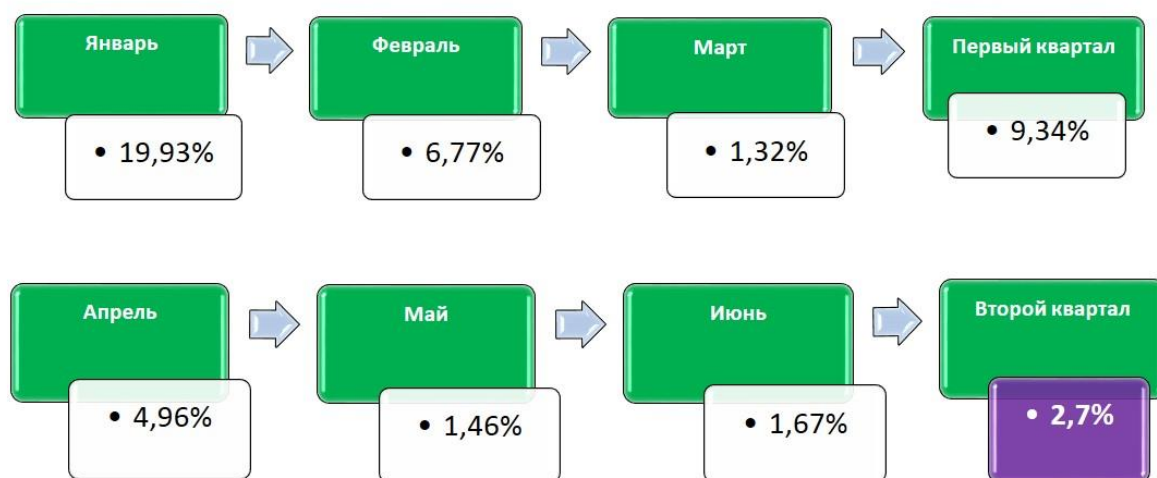 Январь
Февраль
Март
Первый квартал
• 19,93%
• 6,77%
• 1,32%
• 9,34%
Апрель
Май
Июнь
Второй квартал
• 4,96%
• 1,46%
• 1,67%
• 2,7%